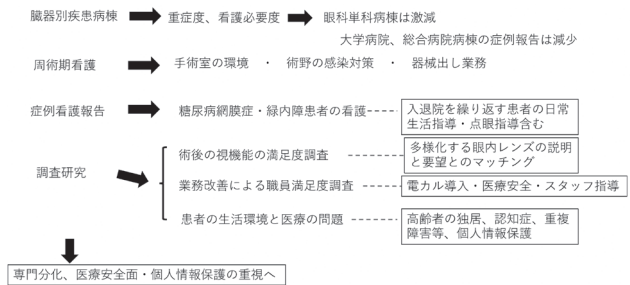 臓器別疾患病棟 重症度、看護必要度 眼科単科病棟は激減
大学病院、総合病院病棟の症例報告は減少
周術期看護 手術室の環境 ・ 術野の感染対策 ・ 器械出し業務
症例看護報告 糖尿病網膜症・緑内障患者の看護 入退院を繰り返す患者の日常
生活指導・点眼指導含む
調査研究
術後の視機能の満足度調査 多様化する眼内レンズの説明
と要望とのマッチング
業務改善による職員満足度調査 電カル導入・医療安全・スタッフ指導
患者の生活環境と医療の問題 高齢者の独居、認知症、重複
障害等、個人情報保護
専門分化、医療安全面・個人情報保護の重視へ